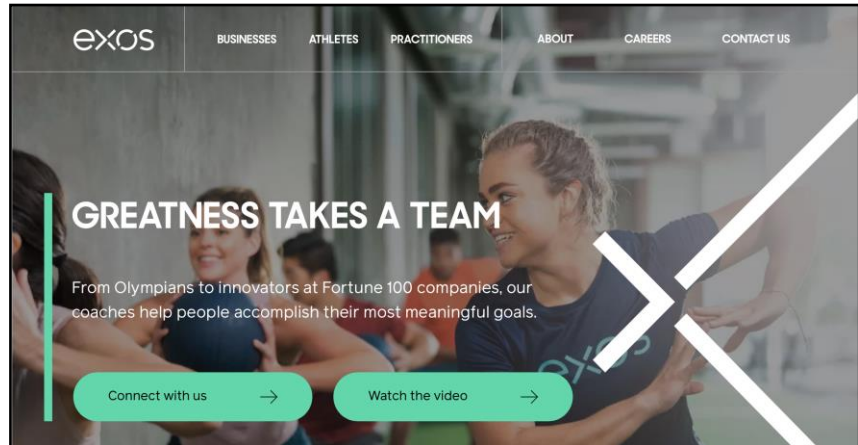 exos
BUSINESSES ATHLETES PRACTITIONERS ABOUT CAREERS CONTACT US
GREATNESS TAKES A TEAM
From Olympians to innovators at Fortune 100 companies, our
coaches help people accomplish their most meaningful goals.
exos
Connect with us
Watch the video